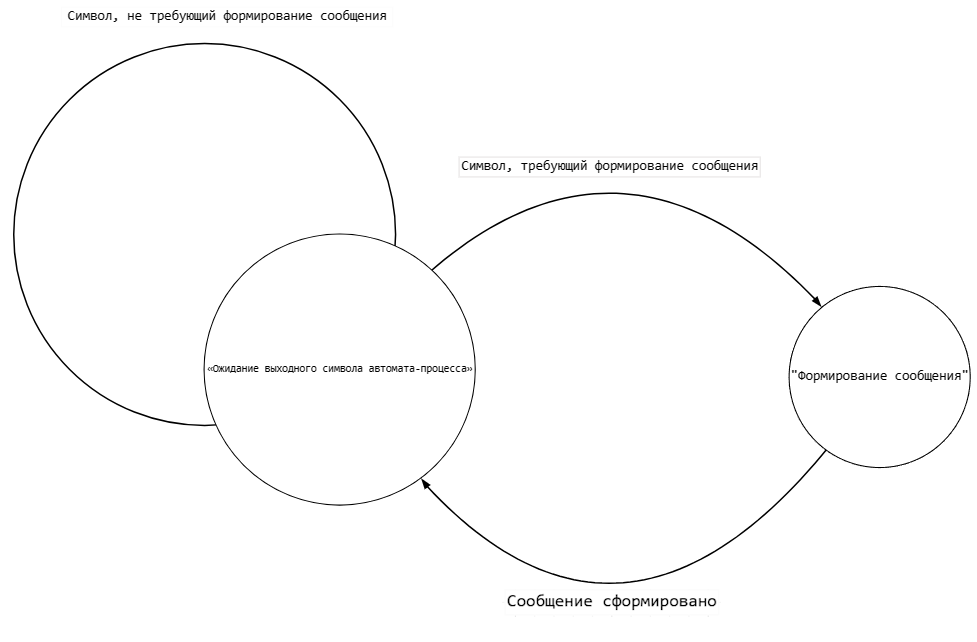 Символ, не требующий формирование сообщения
Символ, требующий формирование сообщения
«Ожидание выходного символа автомата-процесса»
"Формирование сообщения"
Сообщение сформировано